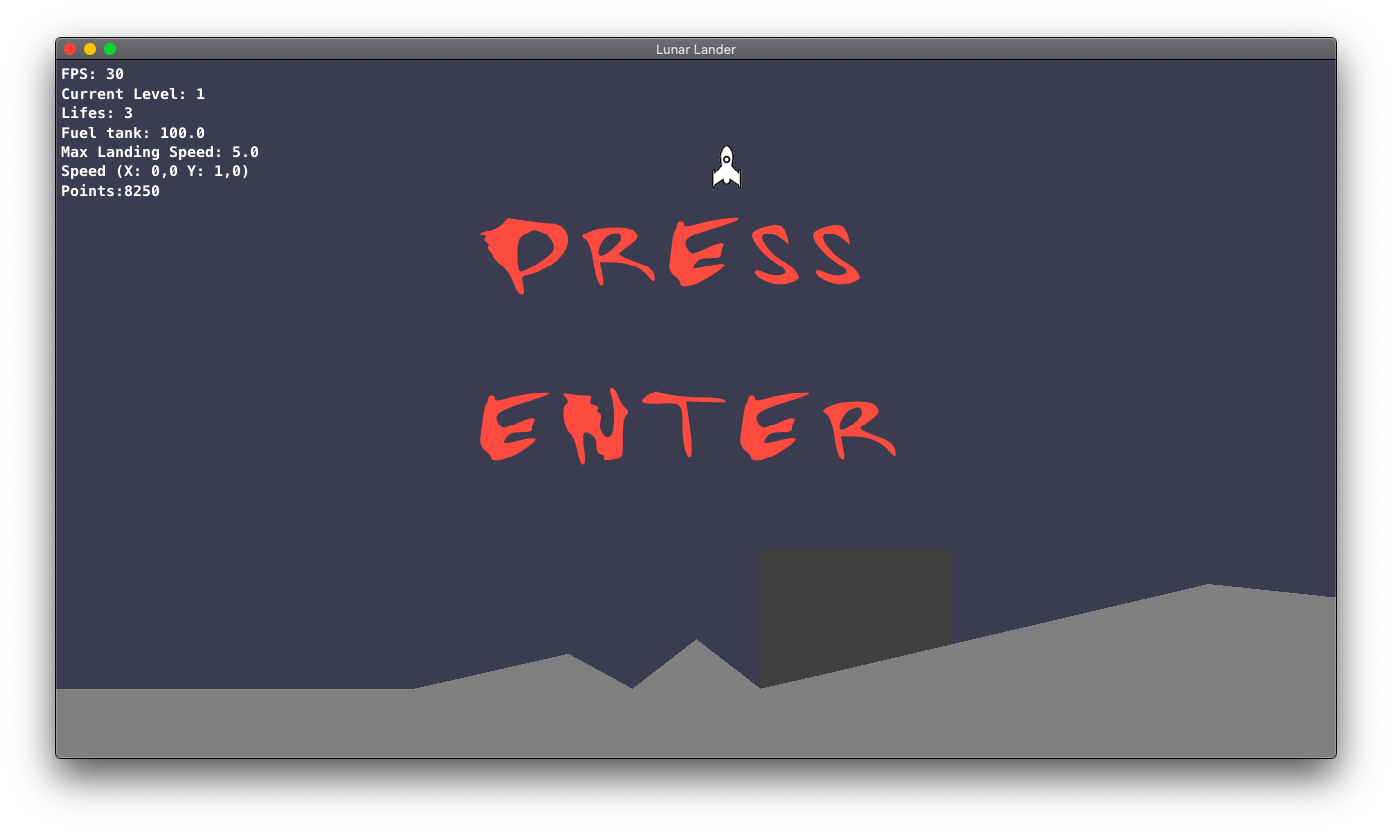 Lunar Lander
FPS: 30
Current Level: 1
Lifes: 3
Fuel tank: 100.0
Max Landing Speed: 5.0
Speed (X: 0,0 Y: 1,0)
Points:8250
PRESS
ENTER